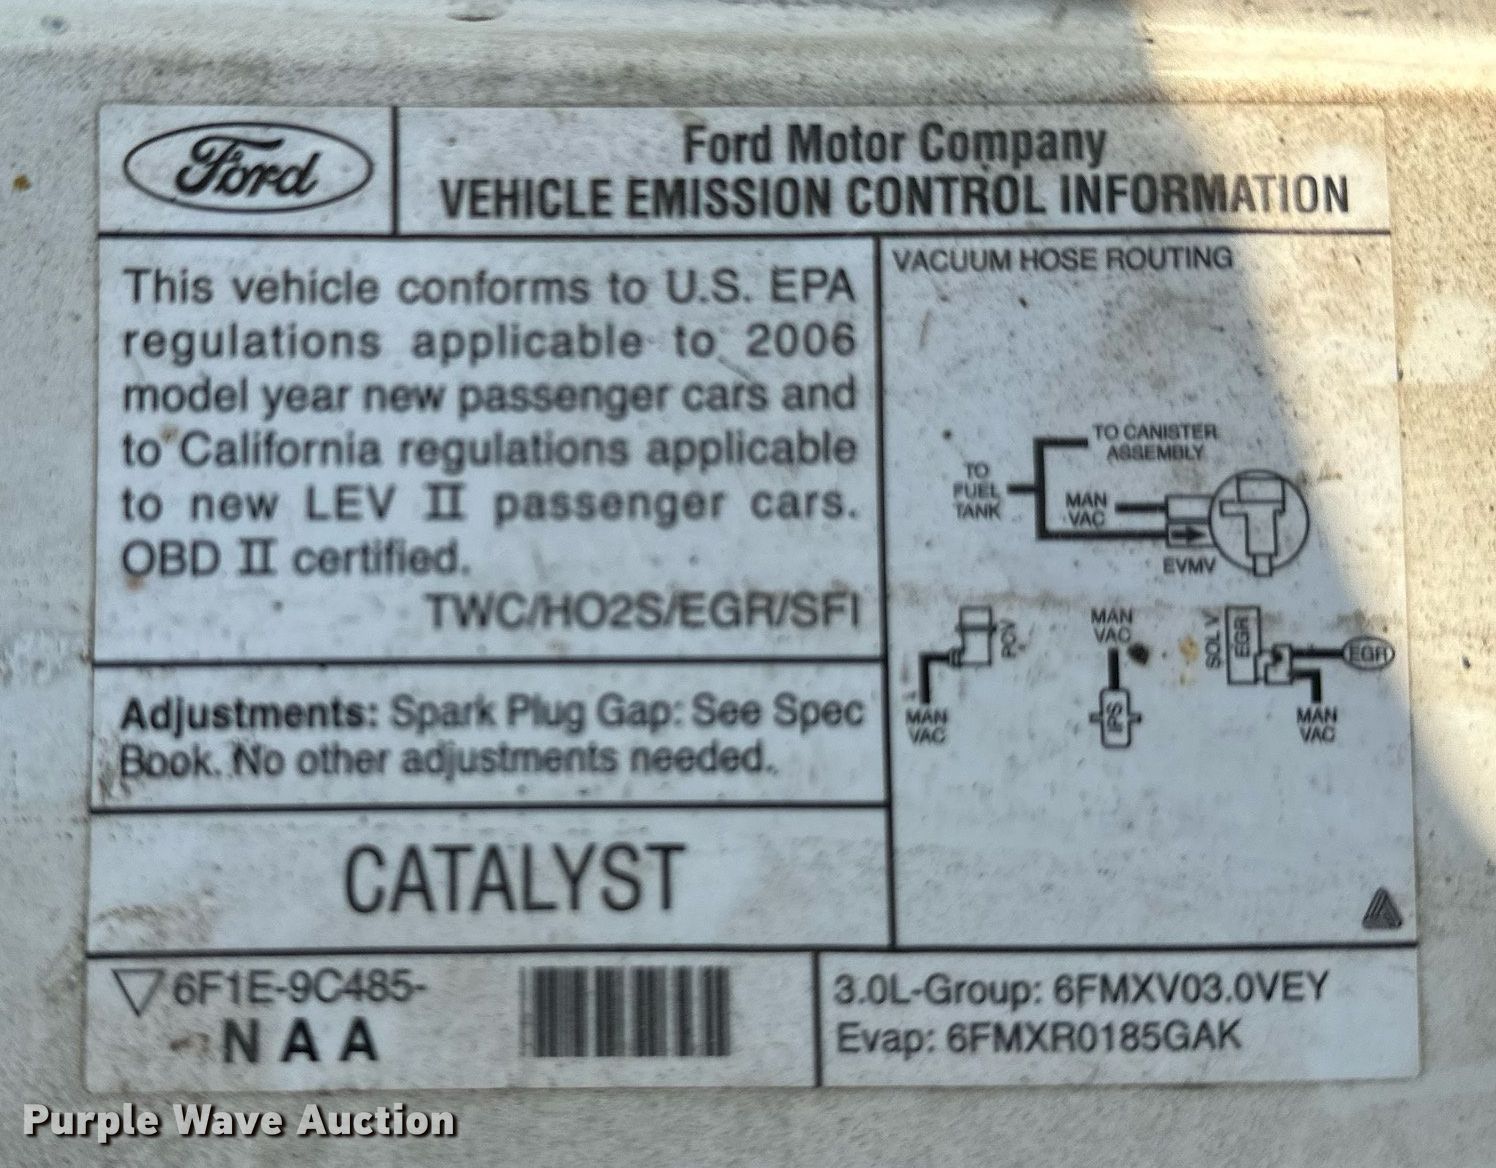 Ford
Ford Motor Company
VEHICLE EMISSION CONTROL INFORMATION
This vehicle conforms to U.S. EPA
regulations applicable to 2006
model year new passenger cars and
to California regulations applicable
to new LEV II passenger cars.
OBD II certified.
TWC/HO2S/EGR/SFI
Adjustments: Spark Plug Gap: See Spec
Book. No other adjustments needed.
CATALYST
6F1E-9C485-
N A A
VACUUM HOSE ROUTING
TO CANISTER
ASSEMBLY
TO
FUEL
TANK
MAN
VAC
EVMV
PCV
MAN
VAC
MAN
VAC
FPS
SOL V
EGR
EGR
MAN
VAC
3.0L-Group: 6FMXV03.0VEY
Evap: 6FMXR0185GAK
Purple Wave Auction